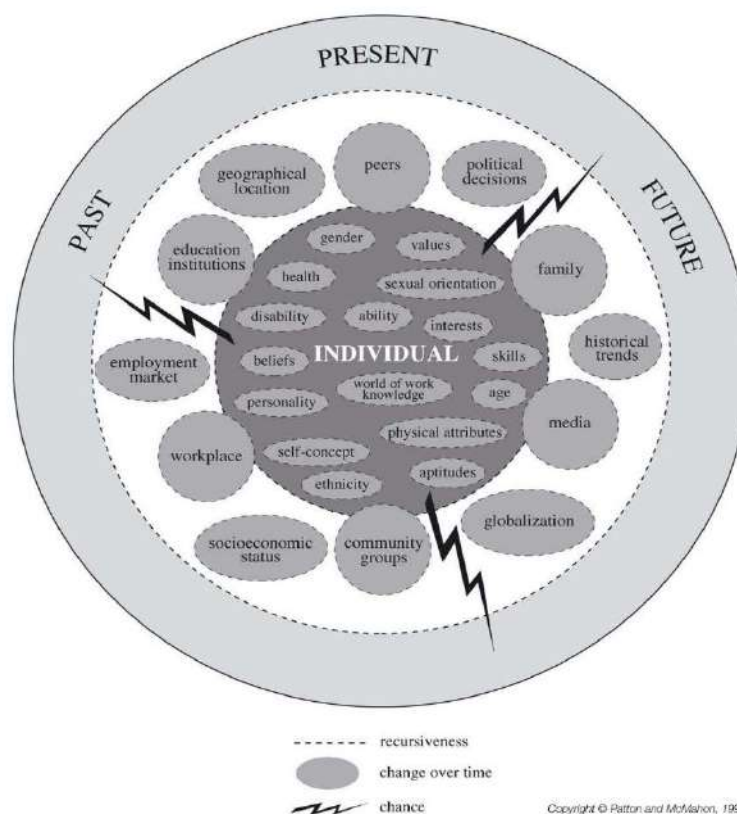 PRESENT
PAST
FUTURE
peers
political
decisions
geographical
location
education
institutions
family
historical
trends
employment
market
media
workplace
globalization
socioeconomic
status
community
groups
gender
values
health
sexual orientation
disability
ability
interests
INDIVIDUAL
beliefs
skills
world of work
knowledge
age
personality
physical attributes
self-concept
aptitudes
ethnicity
recursiveness
change over time
chance
Copyright © Patton and McMahon, 199